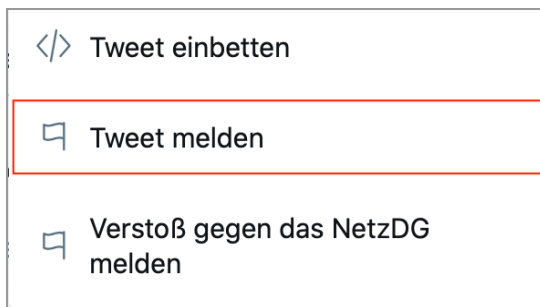 Tweet einbetten
Tweet melden
Verstoß gegen das NetzDG
melden